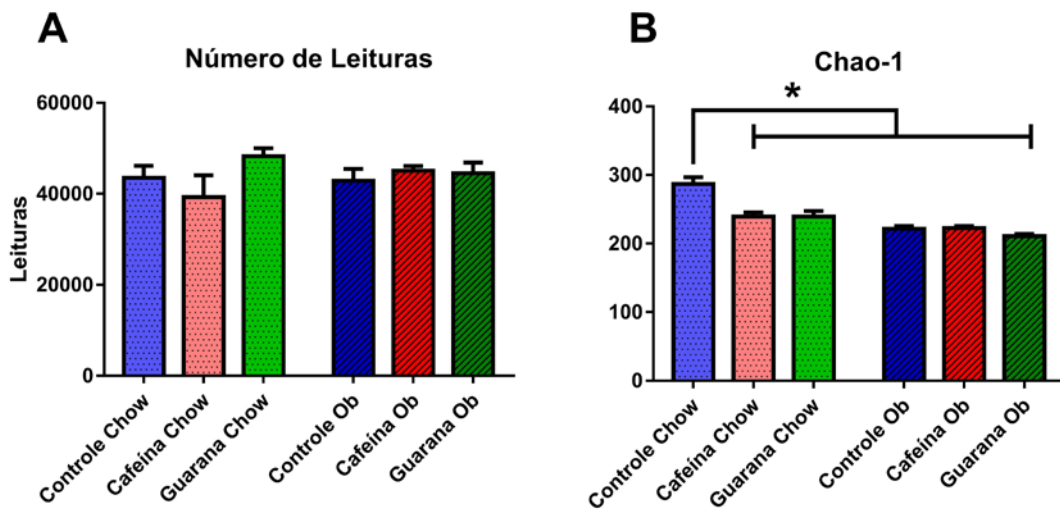 A
Número de Leituras
Leituras
60000
40000
20000
0
Controle Chow
Cafeína Chow
Guarana Chow
Controle Ob
Cafeína Ob
Guarana Ob
B
Chao-1
*
400
300
200
100
0
Controle Chow
Cafeína Chow
Guarana Chow
Controle Ob
Cafeína Ob
Guarana Ob